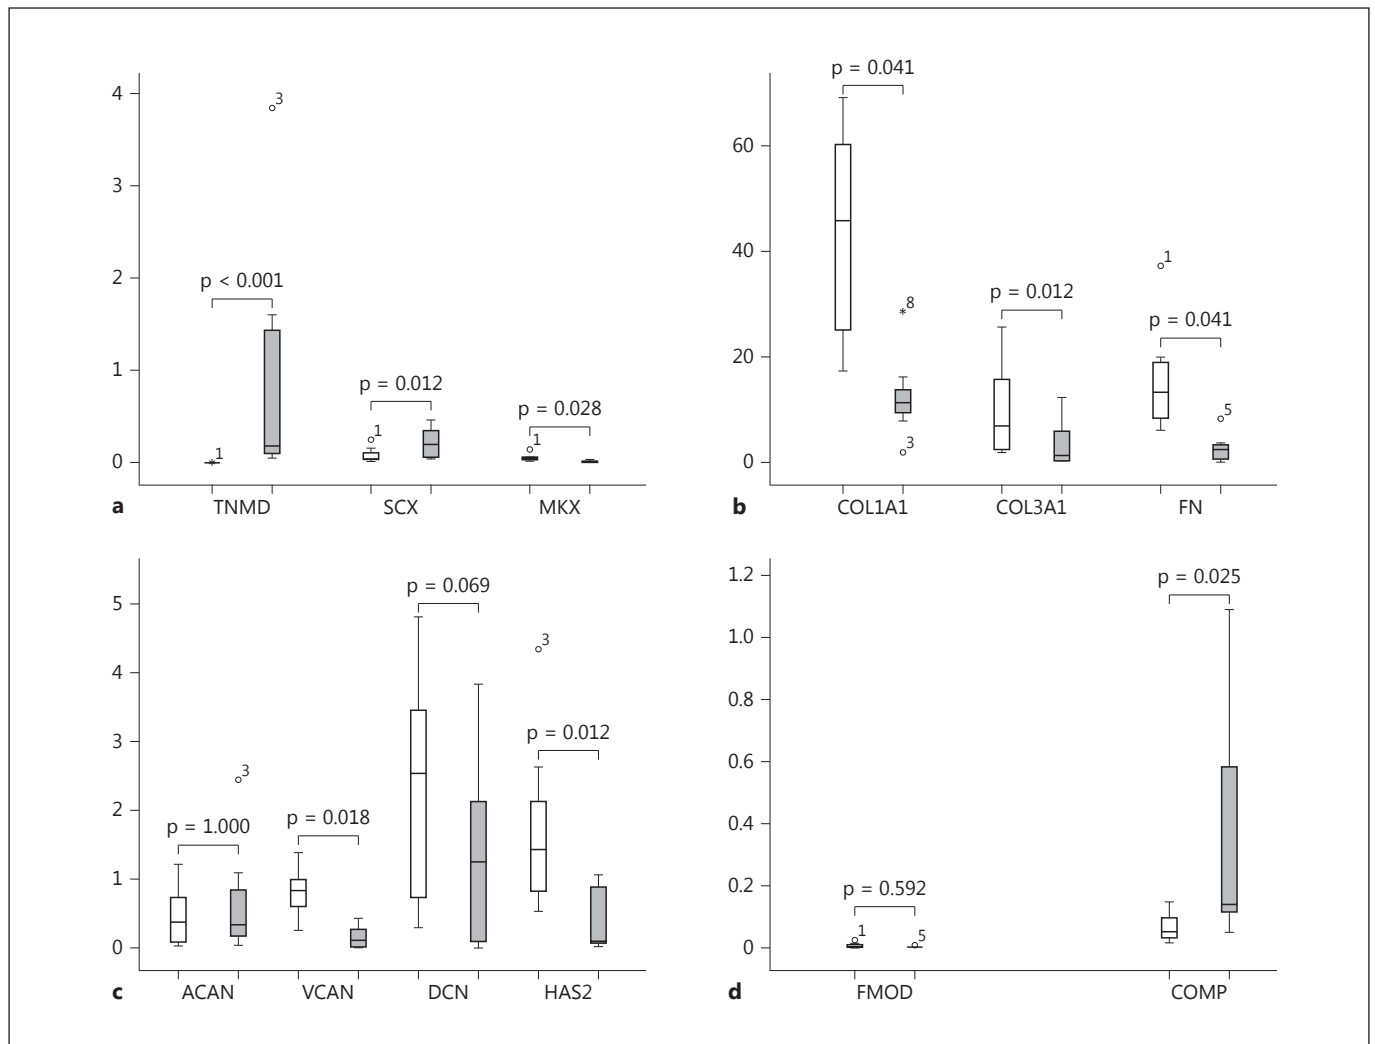 4
3
2
1
0
3
p < 0.001
1
p = 0.012
1
p = 0.028
1
a
TNMD
SCX
MKX
60
40
20
0
p = 0.041
8
3
p = 0.012
1
p = 0.041
5
b
COL1A1
COL3A1
FN
5
4
3
2
1
0
p = 1.000
3
p = 0.018
p = 0.069
3
p = 0.012
c
ACAN
VCAN
DCN
HAS2
1.2
1.0
0.8
0.6
0.4
0.2
0
p = 0.592
1
5
p = 0.025
d
FMOD
COMP